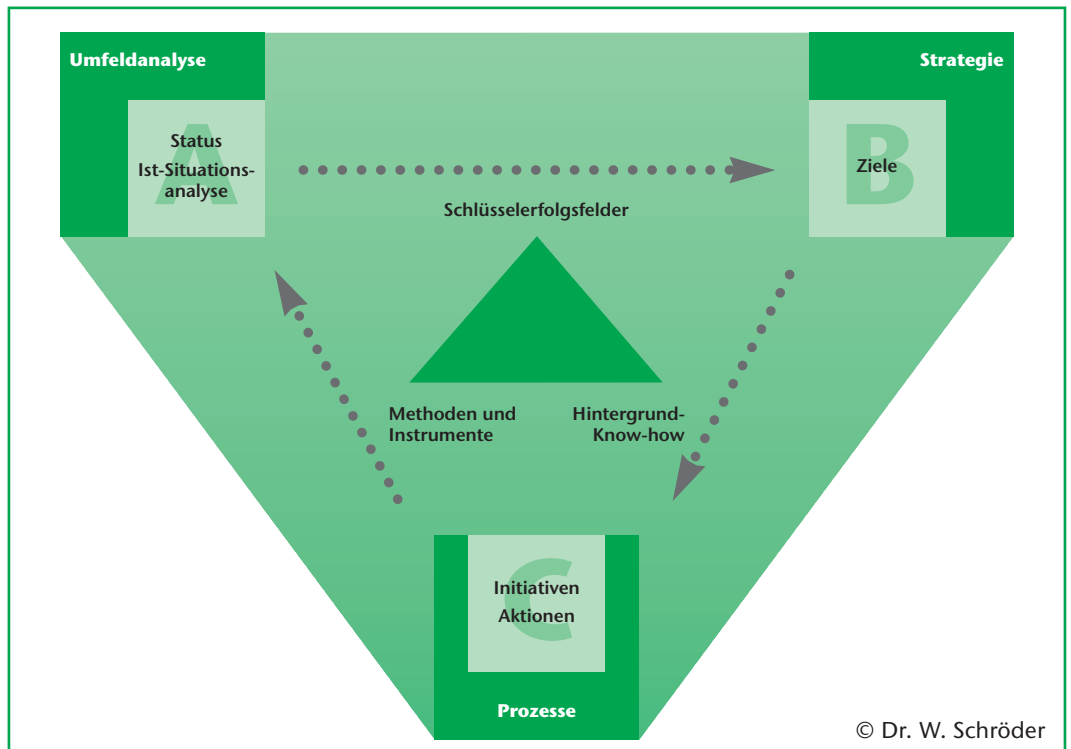 Umfeldanalyse
Strategie
A
Status
Ist-Situations-
analyse
B
Ziele
Schlüsselerfolgsfelder
Methoden und
Instrumente
Hintergrund-
Know-how
C
Initiativen
Aktionen
Prozesse
© Dr. W. Schröder